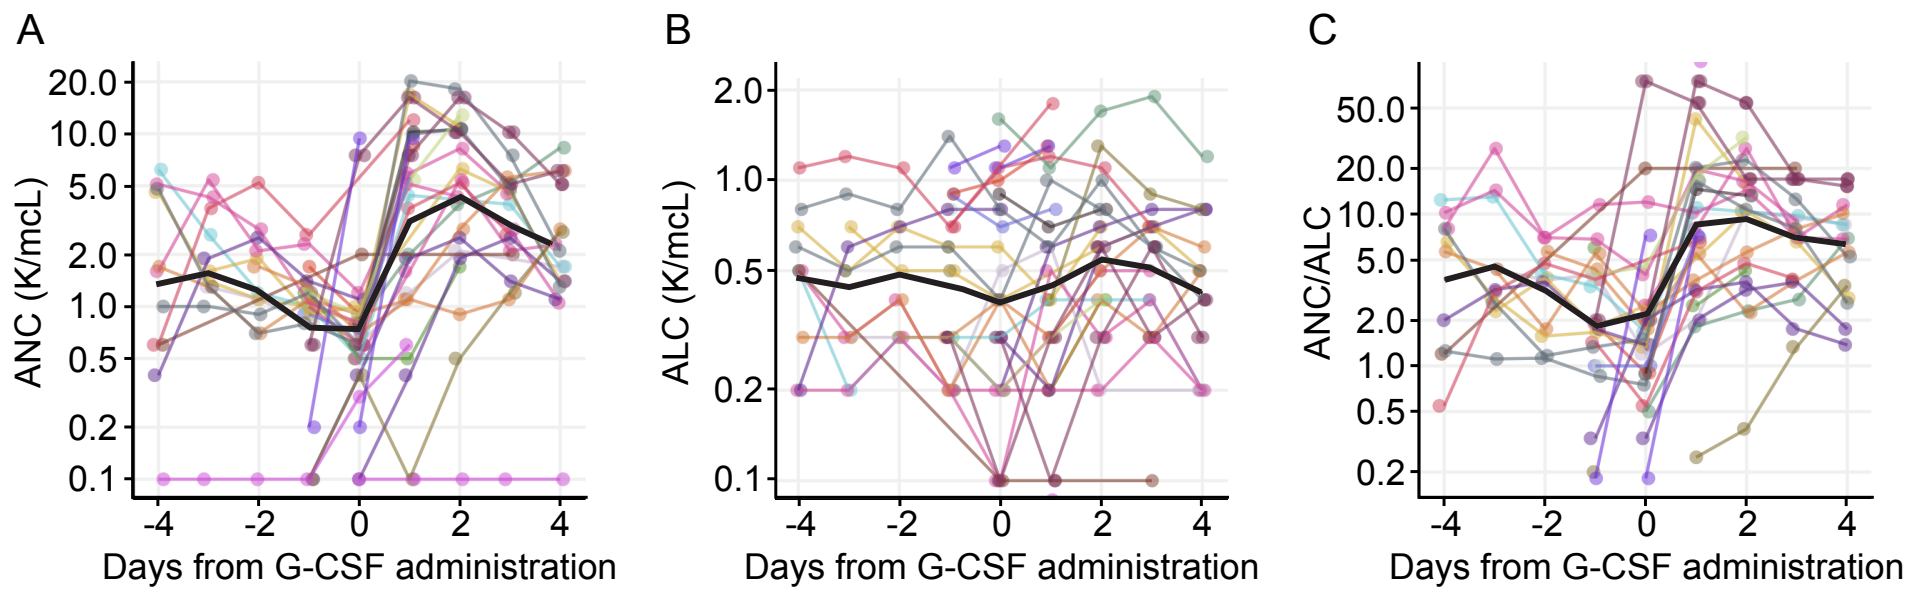 A
ANC (K/mcL)
20.0
10.0
5.0
2.0
1.0
0.5
0.2
0.1
-4 -2 0 2 4
Days from G-CSF administration
B
ALC (K/mcL)
2.0
1.0
0.5
0.2
0.1
-4 -2 0 2 4
Days from G-CSF administration
C
ANC/ALC
50.0
20.0
10.0
5.0
2.0
1.0
0.5
0.2
-4 -2 0 2 4
Days from G-CSF administration